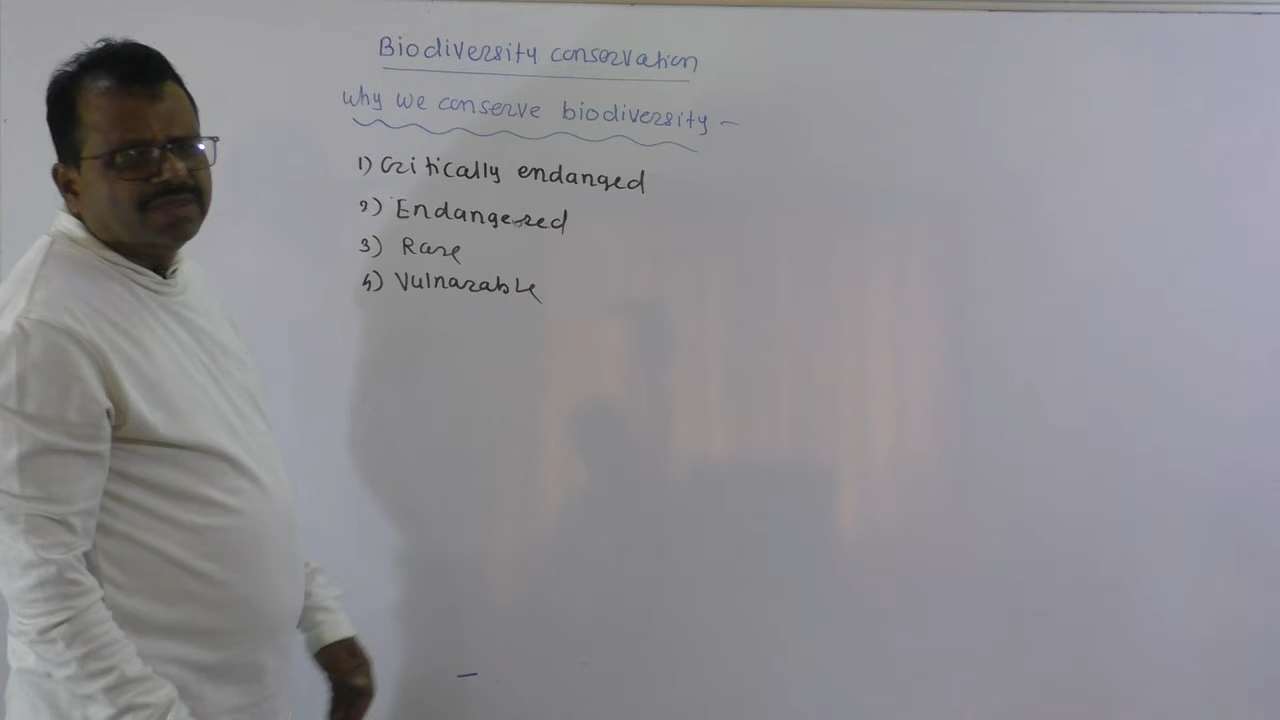 Biodiversity conservation
why we conserve biodiversity –
1) Critically endanged
2) Endangered
3) Rare
4) Vulnarable